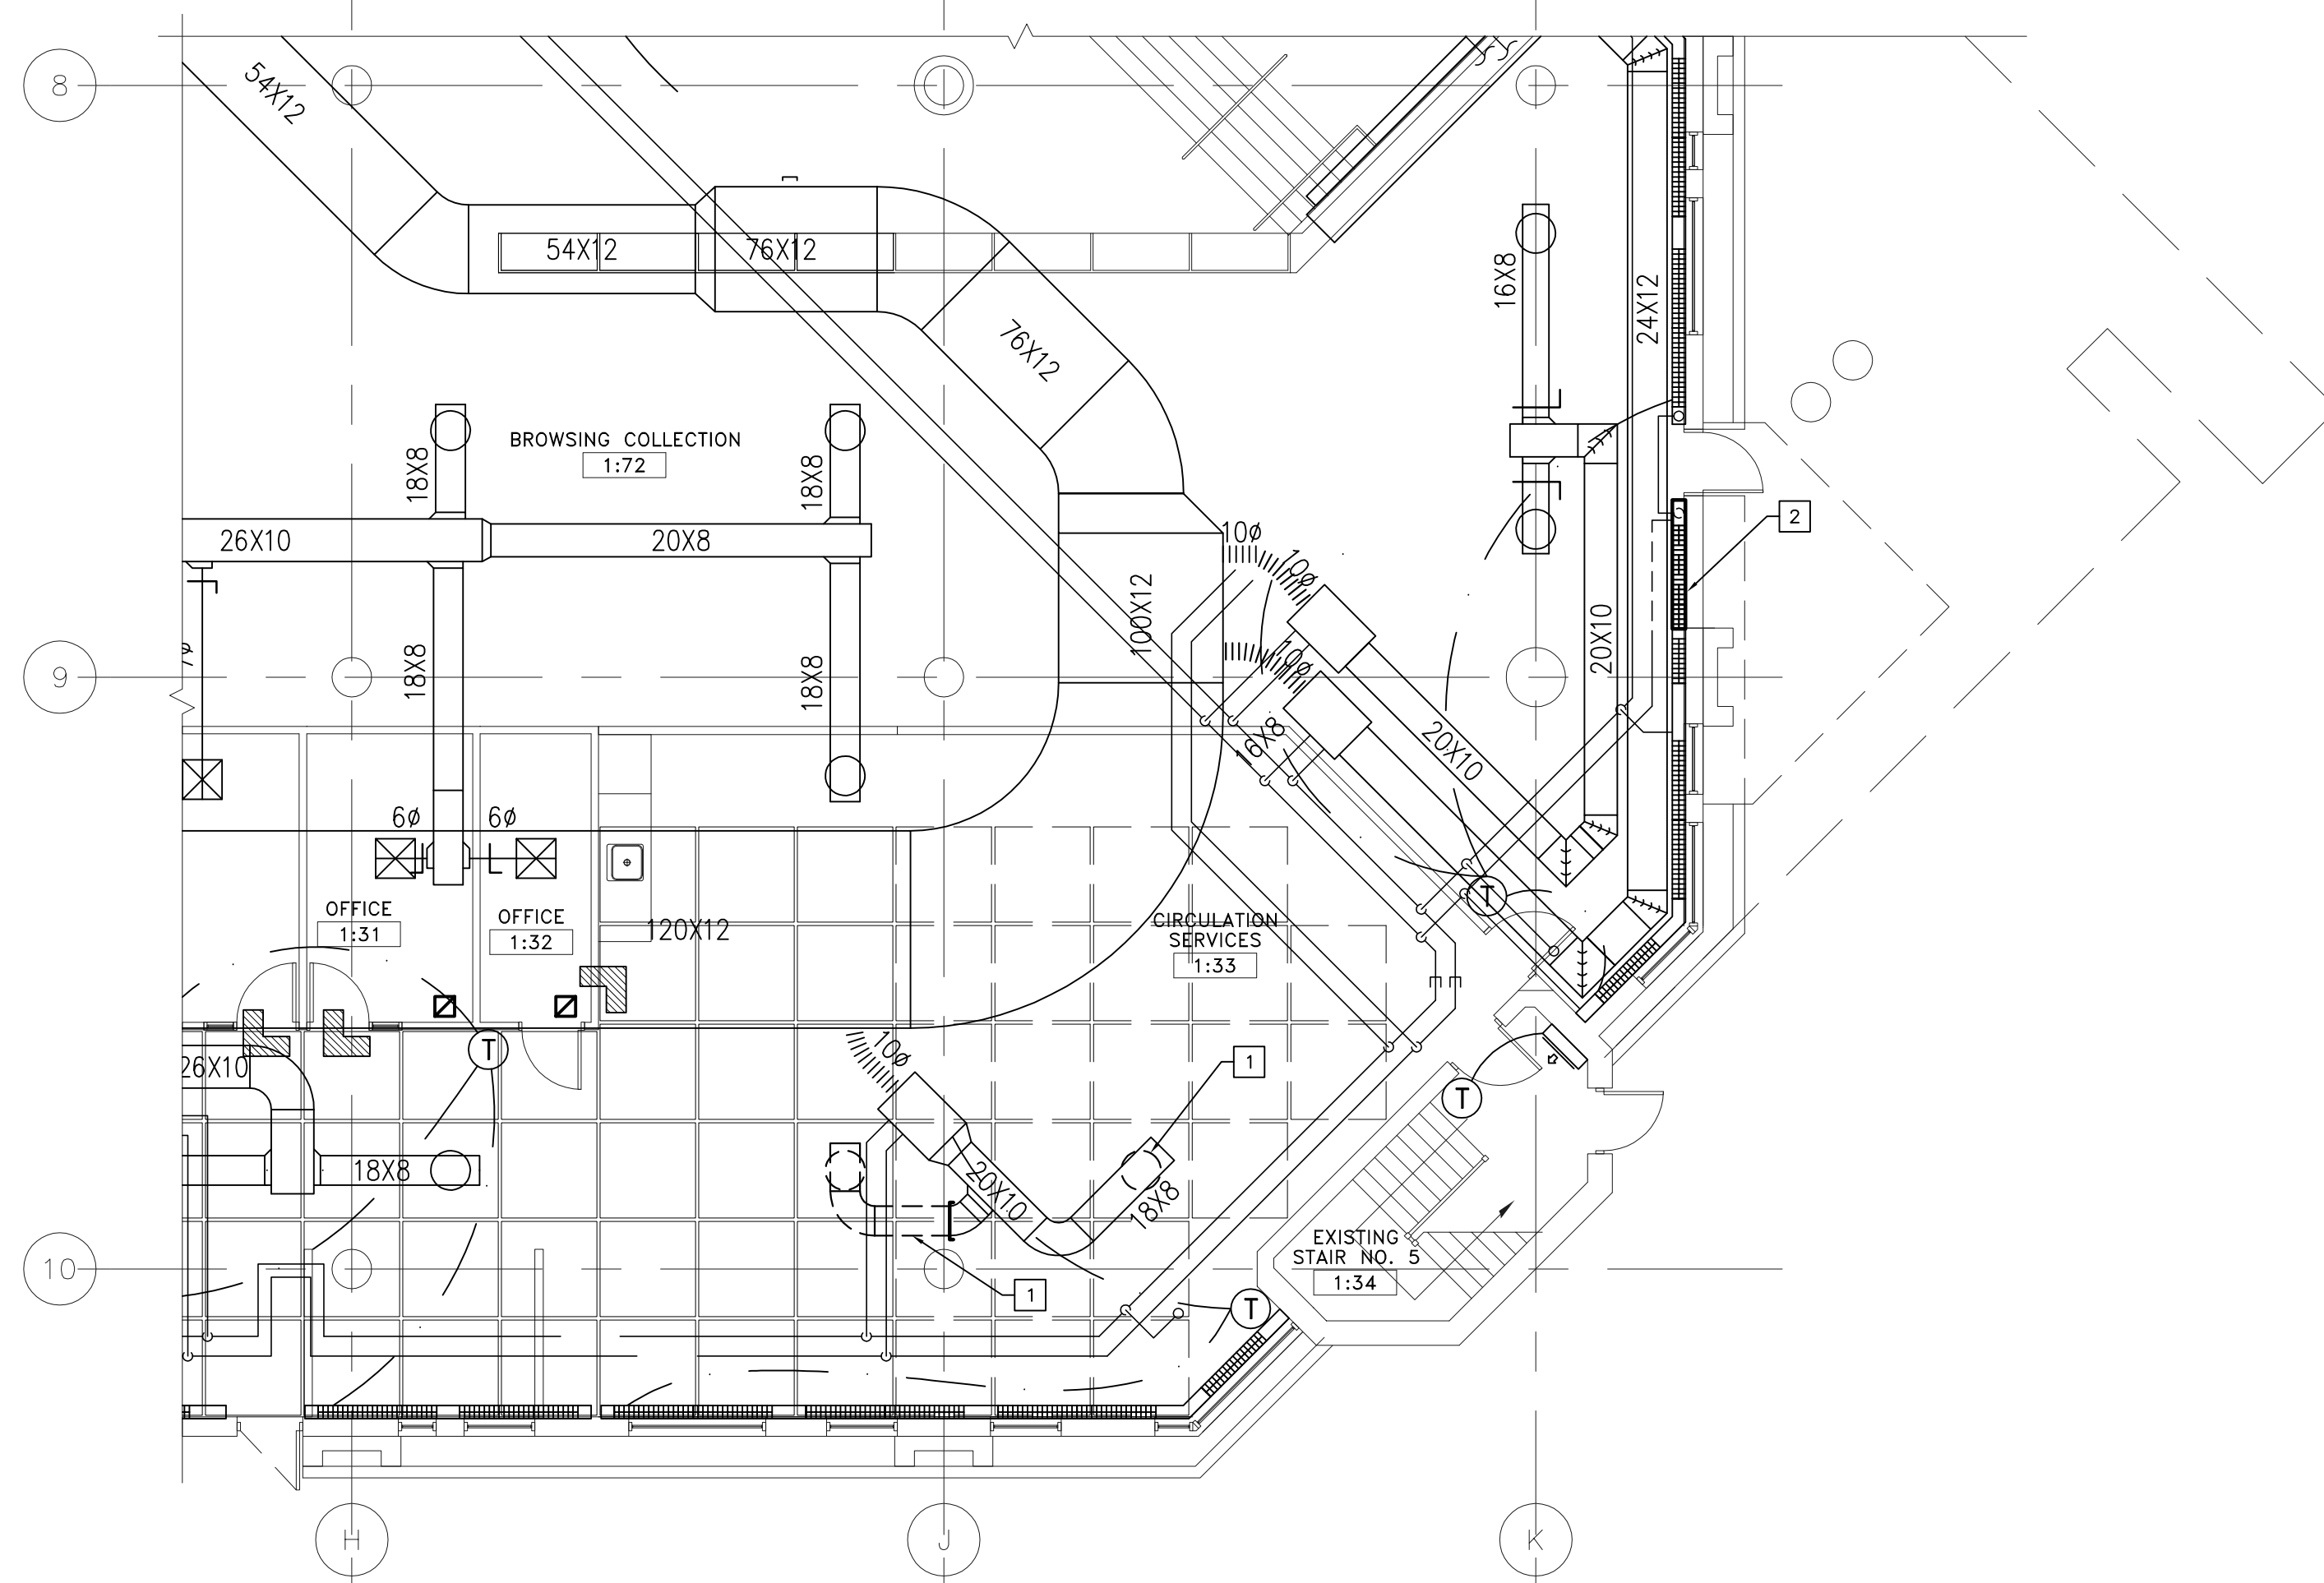 8
54X12
54X12
76X12
16X8
24X12
76X12
BROWSING COLLECTION
1:72
18X8
18X8
2
26X10
20X8
10ø
10ø
100X12
20X10
7ø
9
18X8
18X8
10ø
16X8
20X10
6ø
6ø
T
OFFICE
1:31
OFFICE
1:32
120X12
CIRCULATION
SERVICES
1:33
T
10ø
1
26X10
T
18X8
20X10
18X8
EXISTING
STAIR NO. 5
1:34
10
1
T
H
J
K